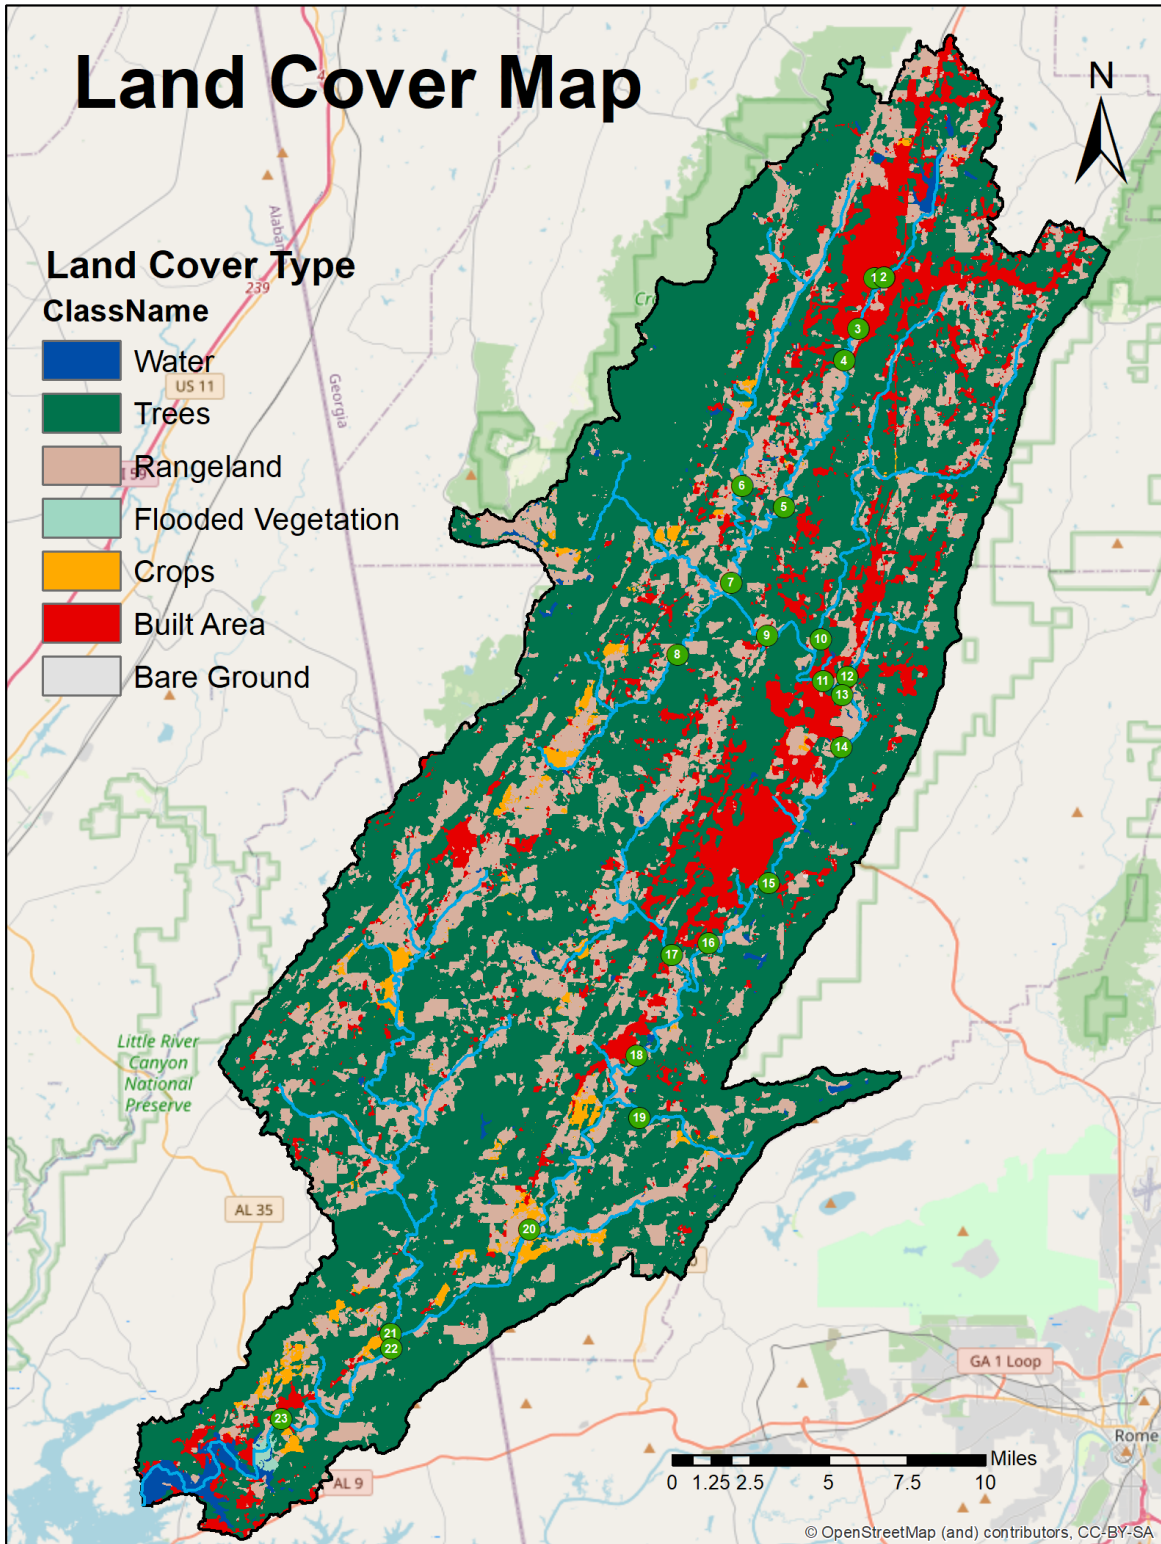 Land Cover Map
N
Land Cover Type
ClassName
Water
Trees
Rangeland
Flooded Vegetation
Crops
Built Area
Bare Ground
239
US 11
Georgia
1
2
3
4
5
6
7
8
9
10
11
12
13
14
15
16
17
18
19
20
21
22
23
Little River
Canyon
National
Preserve
AL 35
GA 1 Loop
Rome
AL 9
Miles
0 1.25 2.5 5 7.5 10
© OpenStreetMap (and) contributors, CC-BY-SA